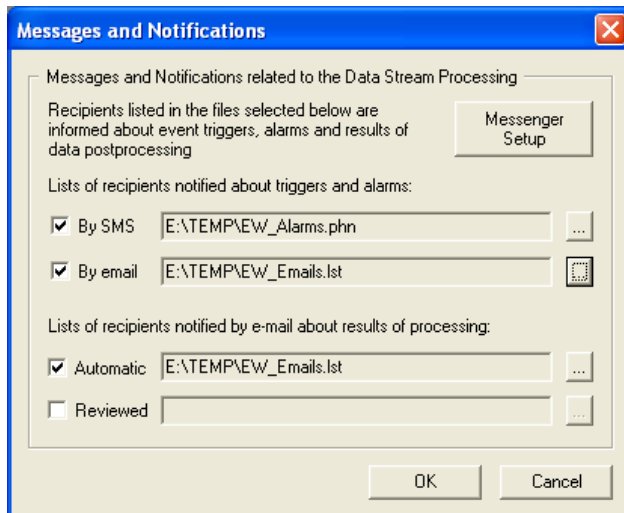 Messages and Notifications
Messages and Notifications related to the Data Stream Processing
Recipients listed in the files selected below are
informed about event triggers, alarms and results of
data postprocessing
Messenger
Setup
Lists of recipients notified about triggers and alarms:
By SMS E:\TEMP\EW_Alarms.phn ...
By email E:\TEMP\EW_Emails.lst ...
Lists of recipients notified by e-mail about results of processing:
Automatic E:\TEMP\EW_Emails.lst ...
Reviewed ...
OK Cancel